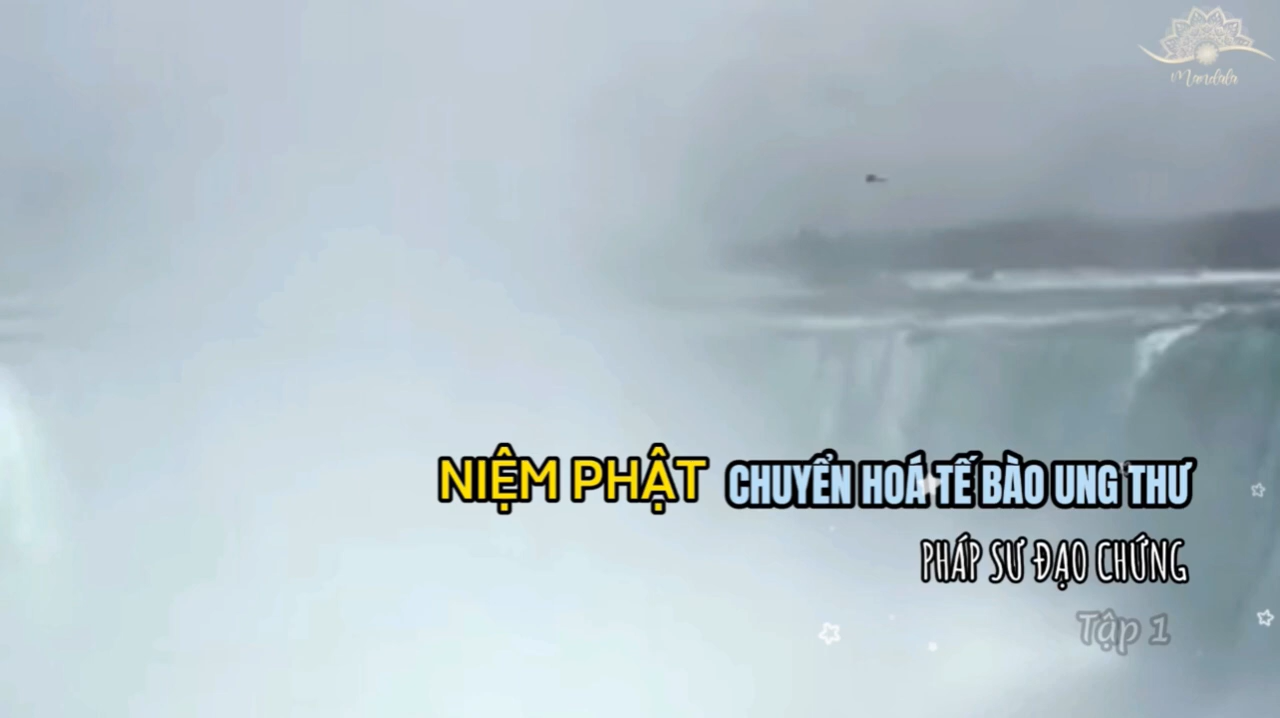 Mandala
NIỆM PHẬT CHUYỂN HOÁ TẾ BÀO UNG THƯ
PHÁP SƯ ĐẠO CHỨNG
Tập 1